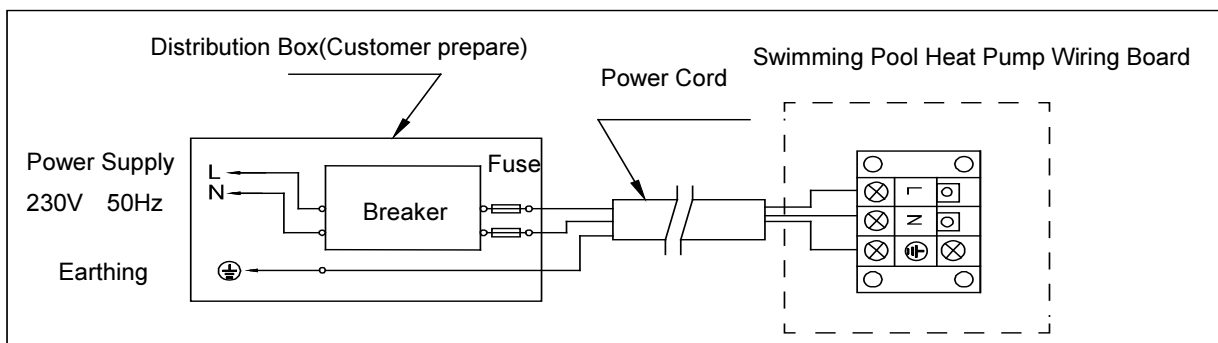 Distribution Box(Customer prepare)
Swimming Pool Heat Pump Wiring Board
Power Cord
Power Supply
230V 50Hz
L
N
Breaker
Fuse
Earthing
L
N